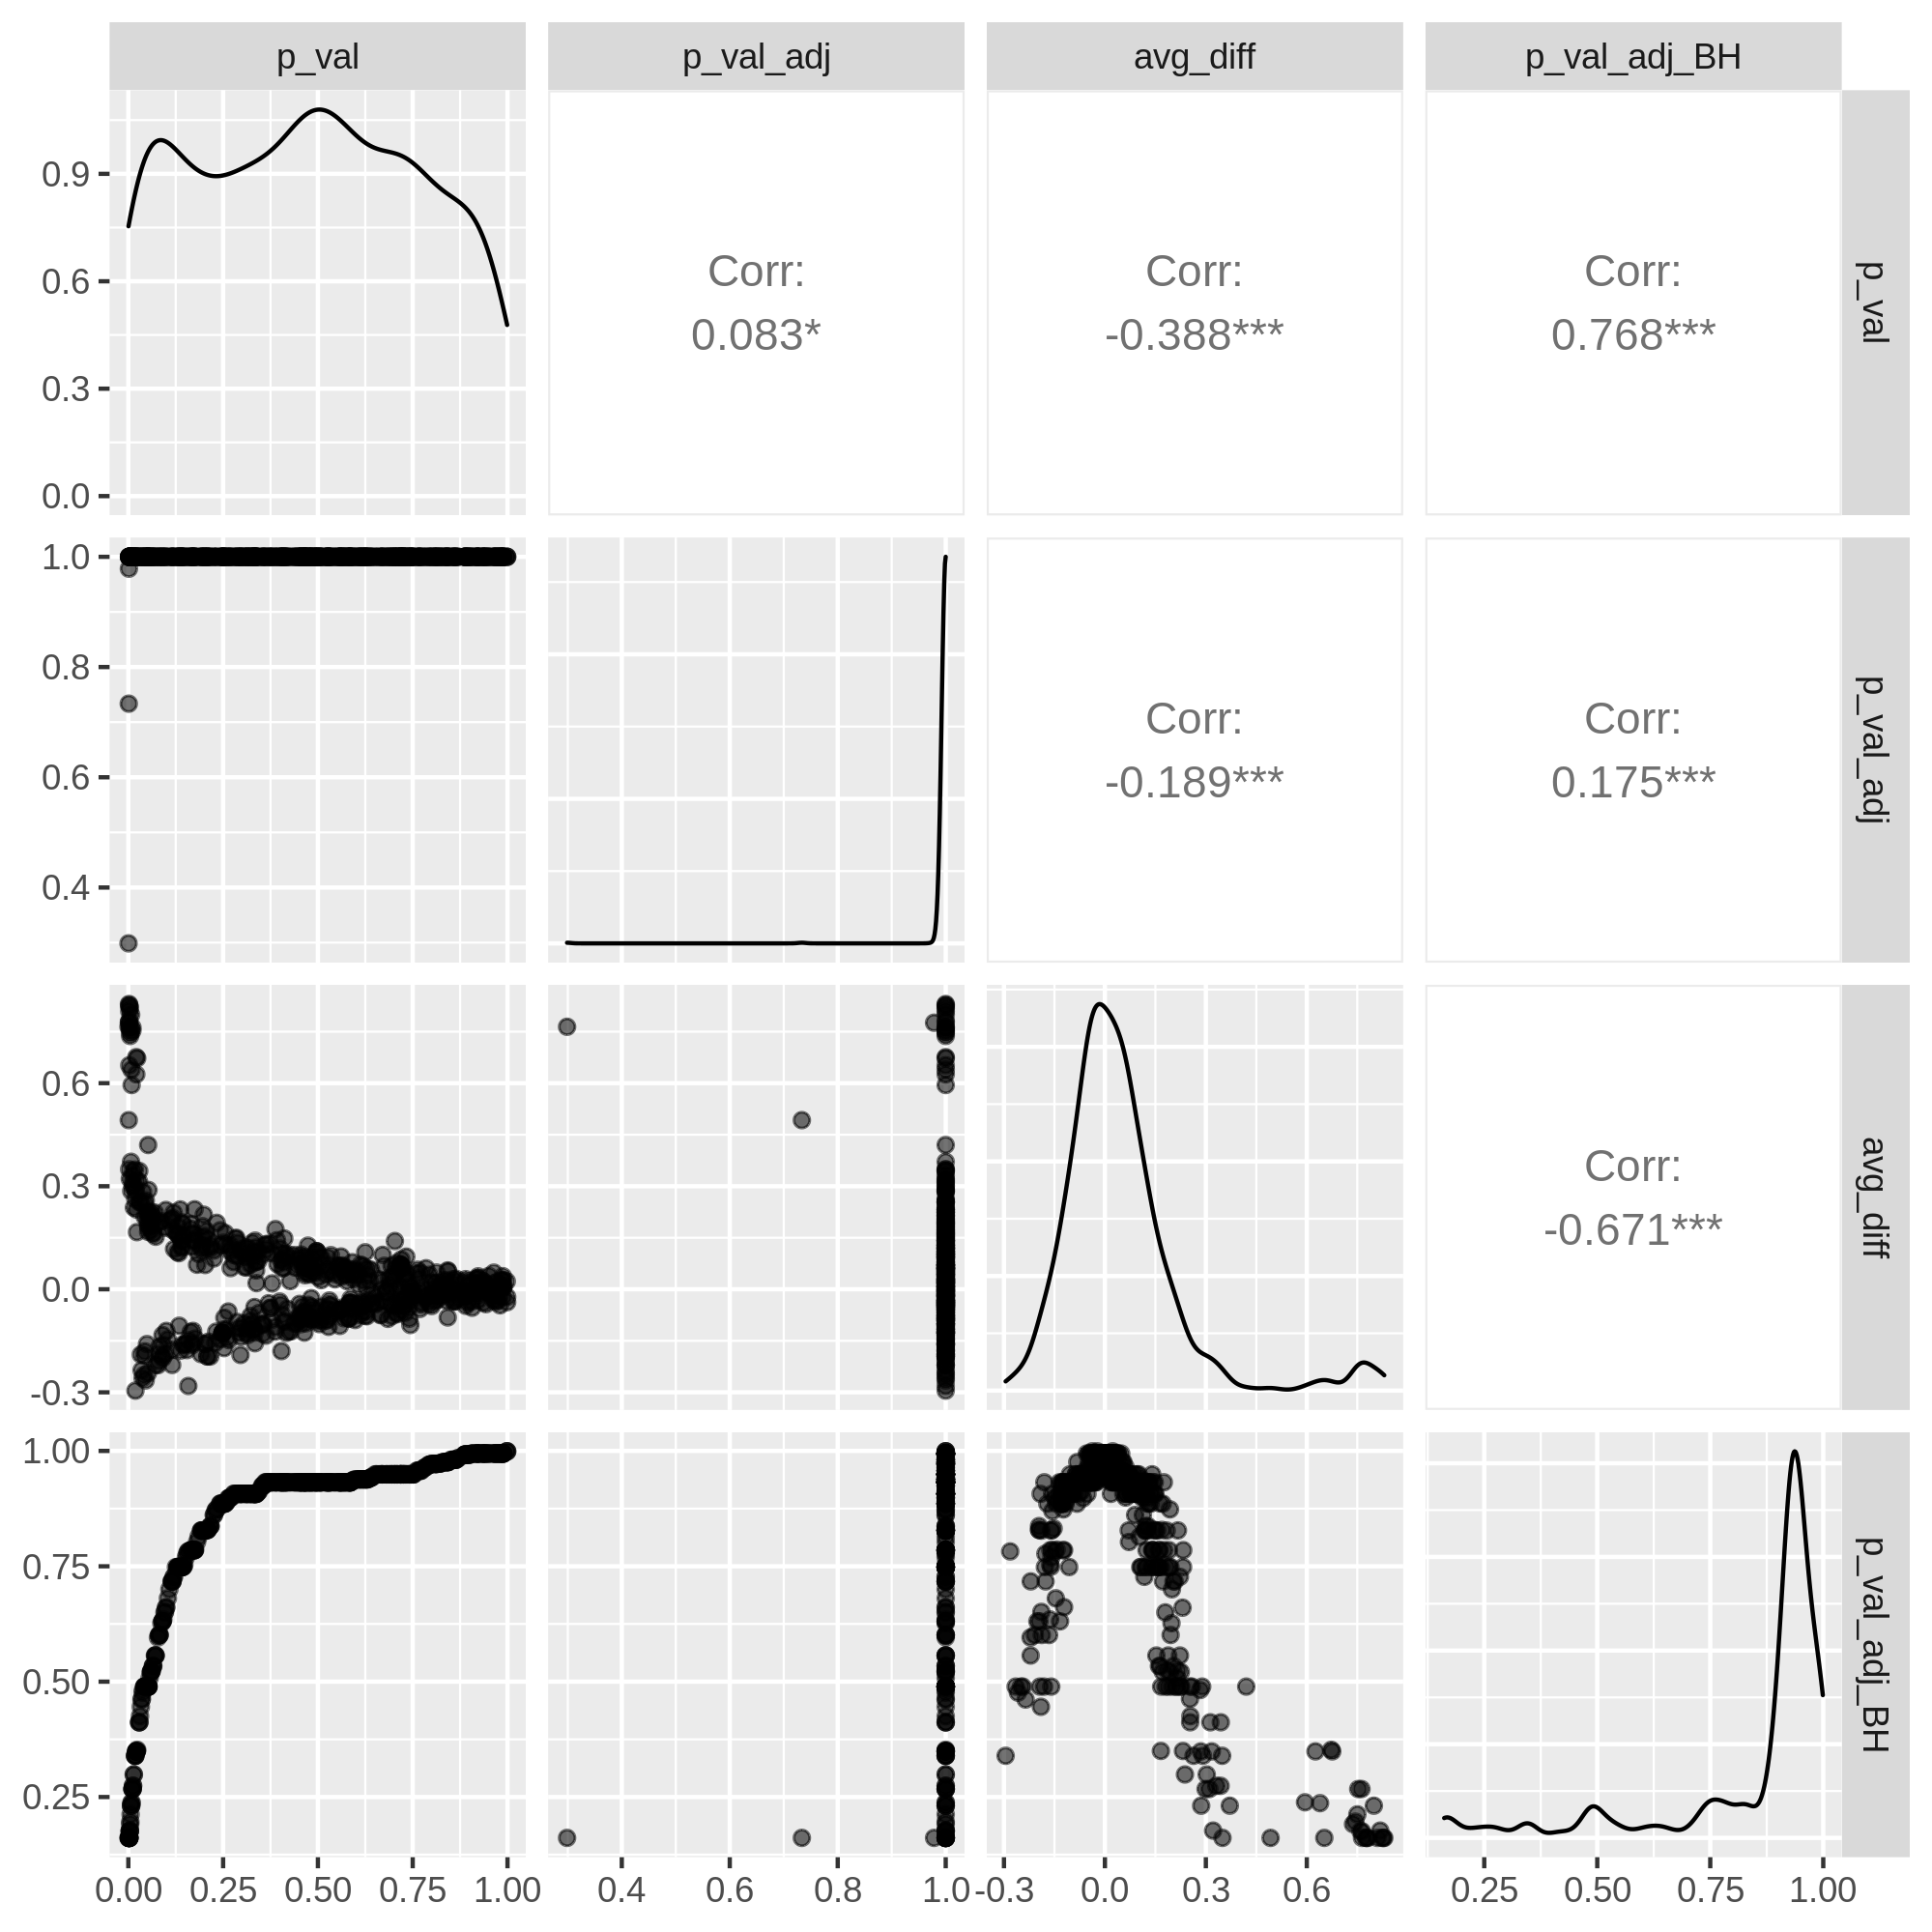 p_val p_val_adj avg_diff p_val_adj_BH
0.9
0.6
0.3
0.0
Corr:
0.083*
Corr:
-0.388***
Corr:
0.768***
p_val
1.0
0.8
0.6
0.4
Corr:
-0.189***
Corr:
0.175***
p_val_adj
0.6
0.3
0.0
-0.3
Corr:
-0.671***
avg_diff
1.00
0.75
0.50
0.25
p_val_adj_BH
0.00 0.25 0.50 0.75 1.00
0.4 0.6 0.8 1.0
-0.3 0.0 0.3 0.6
0.25 0.50 0.75 1.00